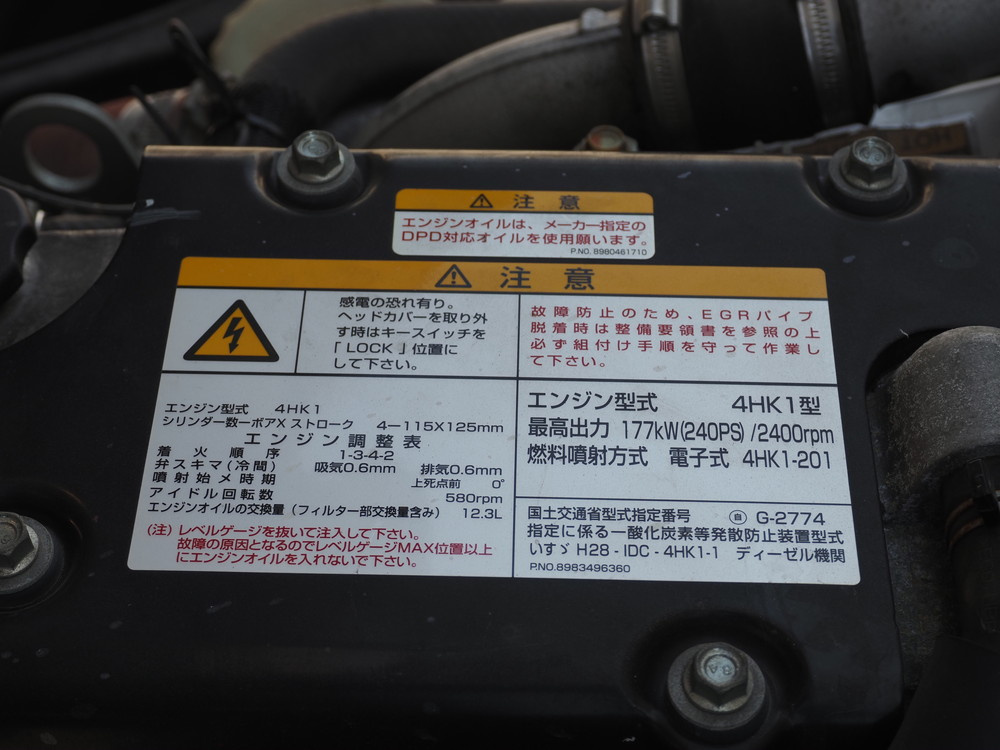 ⚠ 注意
エンジンオイルは、メーカー指定の
DPD対応オイルを使用願います。
P.NO. 8980461710
⚠ 注意
感電の恐れ有り。
ヘッドカバーを取り外
す時はキースイッチを
「LOCK」位置に
して下さい。
故障防止のため、EGRパイプ
脱着時は整備要領書を参照の上
必ず組付け手順を守って作業し
て下さい。
エンジン型式 4HK1
シリンダー数ーボアX ストローク 4－115X125mm
エンジン調整表
着火順序 1-3-4-2
弁スキマ(冷間) 吸気0.6mm 排気0.6mm
噴射始メ時期 上死点前 0°
アイドル回転数 580rpm
エンジンオイルの交換量（フィルター部交換量含み） 12.3L
(注) レベルゲージを抜いて注入して下さい。
故障の原因となるのでレベルゲージMAX位置以上
にエンジンオイルを入れないで下さい。
エンジン型式 4HK1型
最高出力 177kW(240PS) /2400rpm
燃料噴射方式 電子式 4HK1-201
国土交通省型式指定番号 ㊂自 G-2774
指定に係る一酸化炭素等発散防止装置型式
いすゞ H28 - IDC - 4HK1-1 ディーゼル機関
P.NO.8983496360